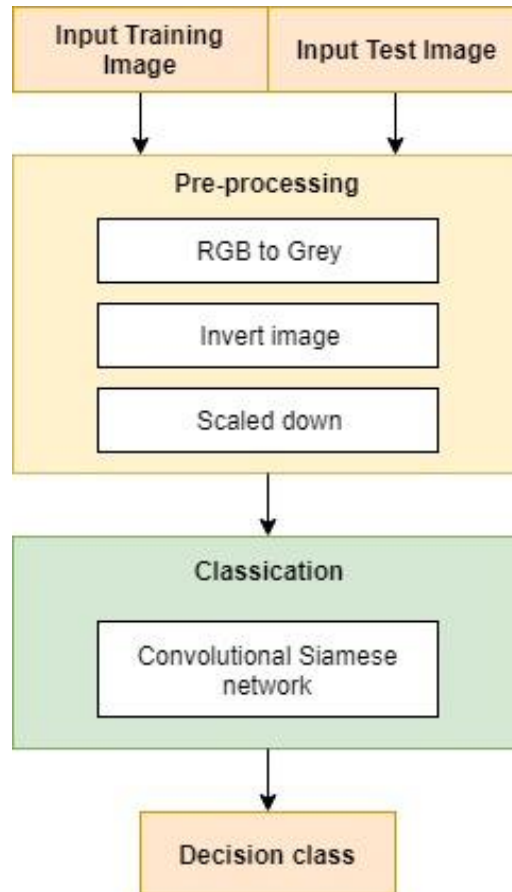 Input Training
Image
Input Test Image
Pre-processing
RGB to Grey
Invert image
Scaled down
Classication
Convolutional Siamese
network
Decision class